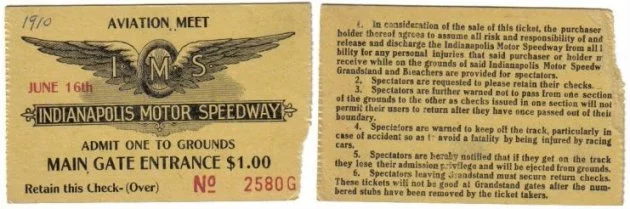 1910
AVIATION MEET
I M S
JUNE 16th
INDIANAPOLIS MOTOR SPEEDWAY
ADMIT ONE TO GROUNDS
MAIN GATE ENTRANCE $1.00
Retain this Check- (Over) No 2580G
1. In consideration of the sale of this ticket, the purchaser
holder thereof agrees to assume all risk and responsibility of and
release and discharge the Indianapolis Motor Speedway from all l
bility for any personal injuries that said purchaser or holder m
receive while on the grounds of said Indianapolis Motor Speedw
Grandstand and Bleachers are provided for spectators.
2. Spectators are requested to please retain their checks.
3. Spectators are further warned not to pass from one section
of the grounds to the other as checks issued in one section will not
permit their users to return after they have once passed out of their
boundary.
4. Spectators are warned to keep off the track, particularly in
case of accident so as to avoid a fatality by being injured by racing
cars.
5. Spectators are hereby notified that if they get on the track
they lose their admission privilege and will be ejected from grounds.
6. Spectators leaving Grandstand must secure return checks.
These tickets will not be good at Grandstand gates after the num-
bered stubs have been removed by the ticket takers.